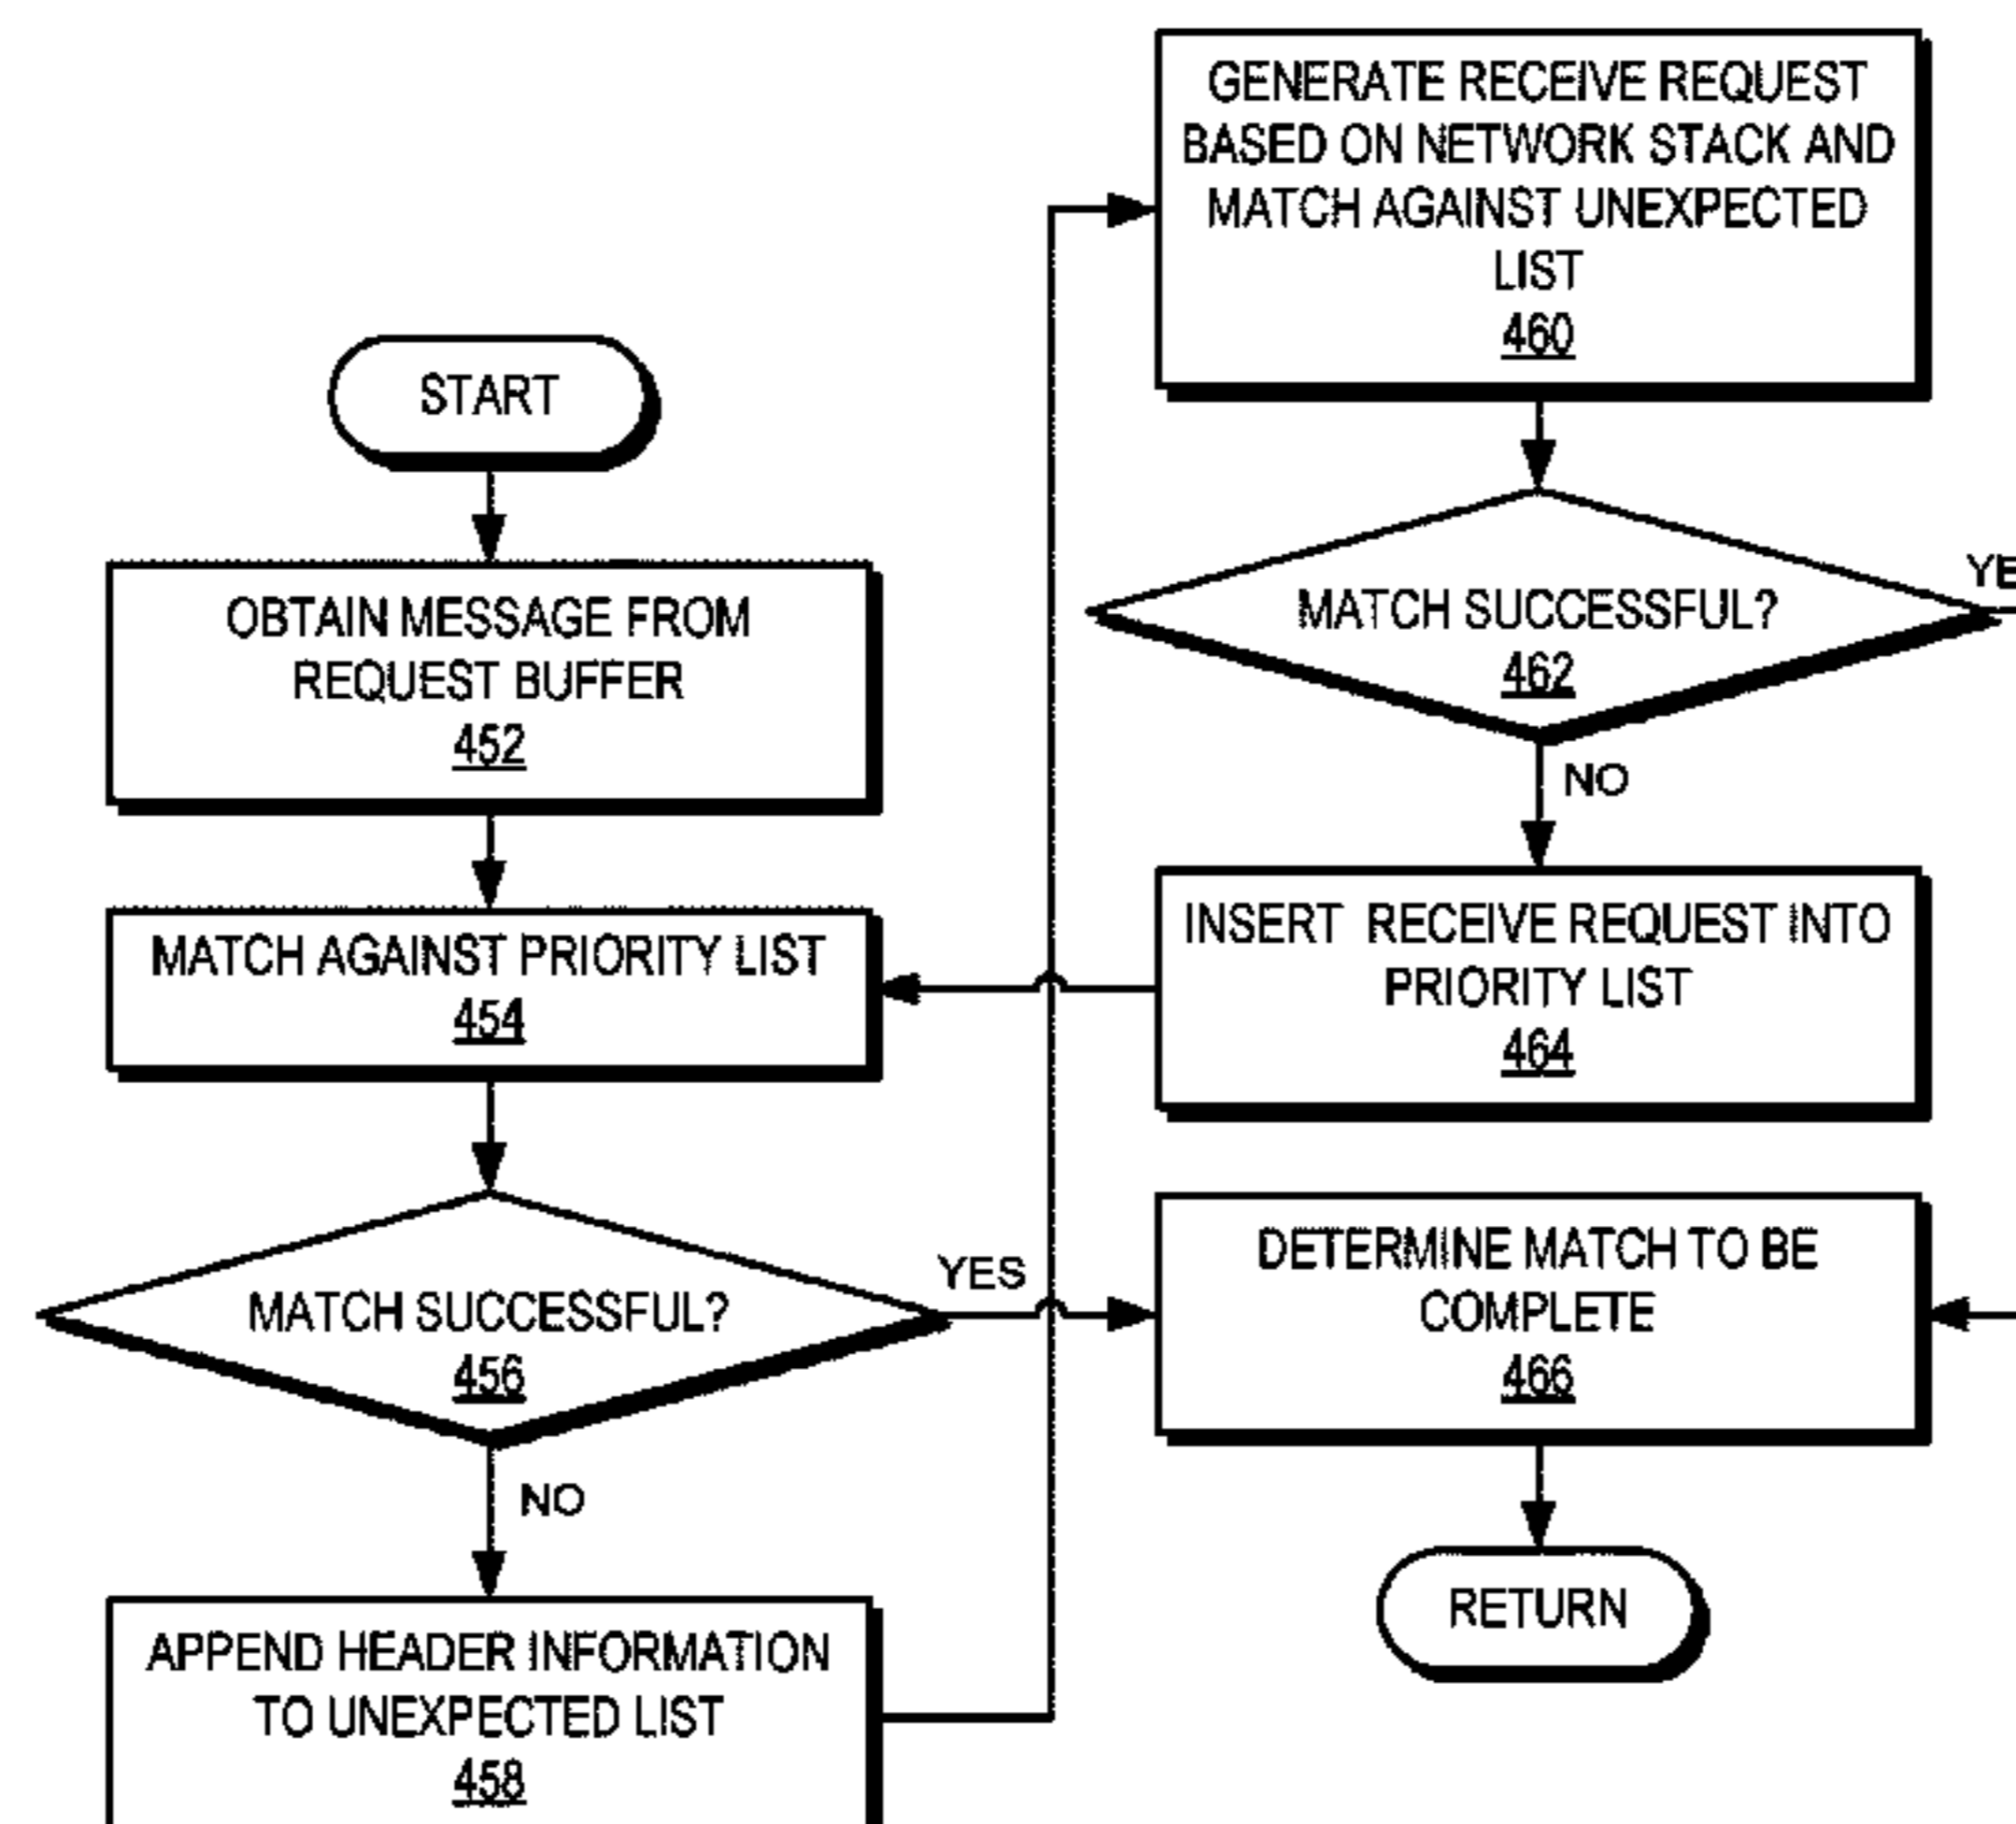 START
OBTAIN MESSAGE FROM
REQUEST BUFFER
452
MATCH AGAINST PRIORITY LIST
454
MATCH SUCCESSFUL?
456
YES
NO
APPEND HEADER INFORMATION
TO UNEXPECTED LIST
458
GENERATE RECEIVE REQUEST
BASED ON NETWORK STACK AND
MATCH AGAINST UNEXPECTED
LIST
460
MATCH SUCCESSFUL?
462
YE
NO
INSERT RECEIVE REQUEST INTO
PRIORITY LIST
464
DETERMINE MATCH TO BE
COMPLETE
466
RETURN